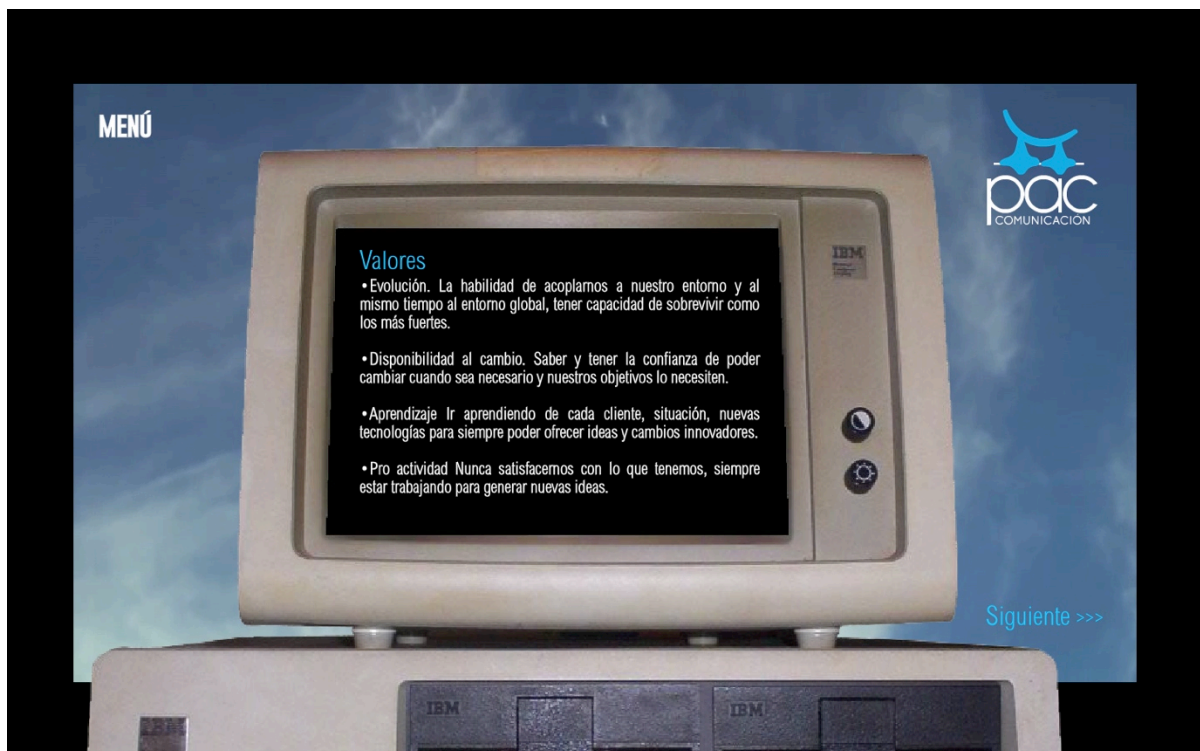 MENÚ
pac
COMUNICACIÓN
IBM
Valores
•Evolución. La habilidad de acoplarnos a nuestro entorno y al
mismo tiempo al entorno global, tener capacidad de sobrevivir como
los más fuertes.
•Disponibilidad al cambio. Saber y tener la confianza de poder
cambiar cuando sea necesario y nuestros objetivos lo necesiten.
•Aprendizaje Ir aprendiendo de cada cliente, situación, nuevas
tecnologías para siempre poder ofrecer ideas y cambios innovadores.
•Pro actividad Nunca satisfacernos con lo que tenemos, siempre
estar trabajando para generar nuevas ideas.
Siguiente >>>
IBM
IBM
IBM